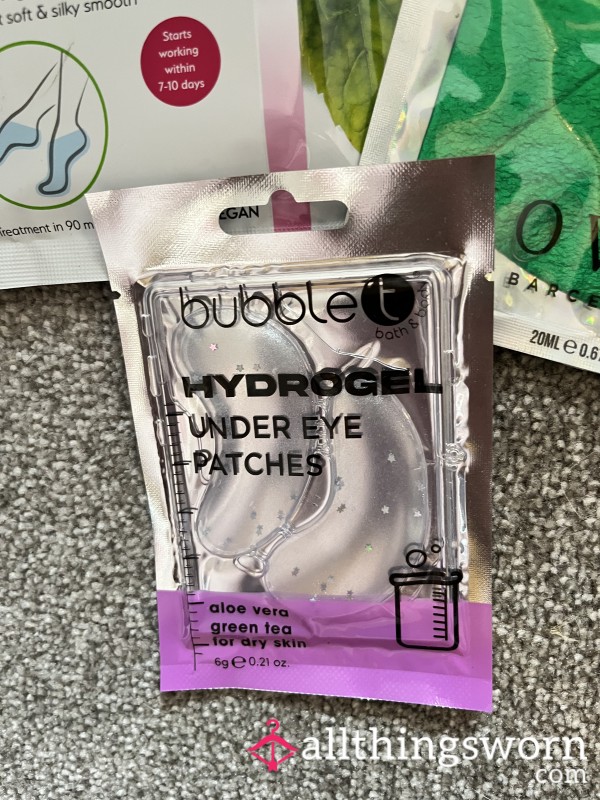 soft & silky smooth
Starts
working
within
7-10 days
Treatment in 90 m
EGAN
bubble t
bath & body
HYDROGEL
UNDER EYE
PATCHES
aloe vera
green tea
for dry skin
6g e 0.21 oz.
OV
BARCE
20ML e 0.6
allthingsworn
com